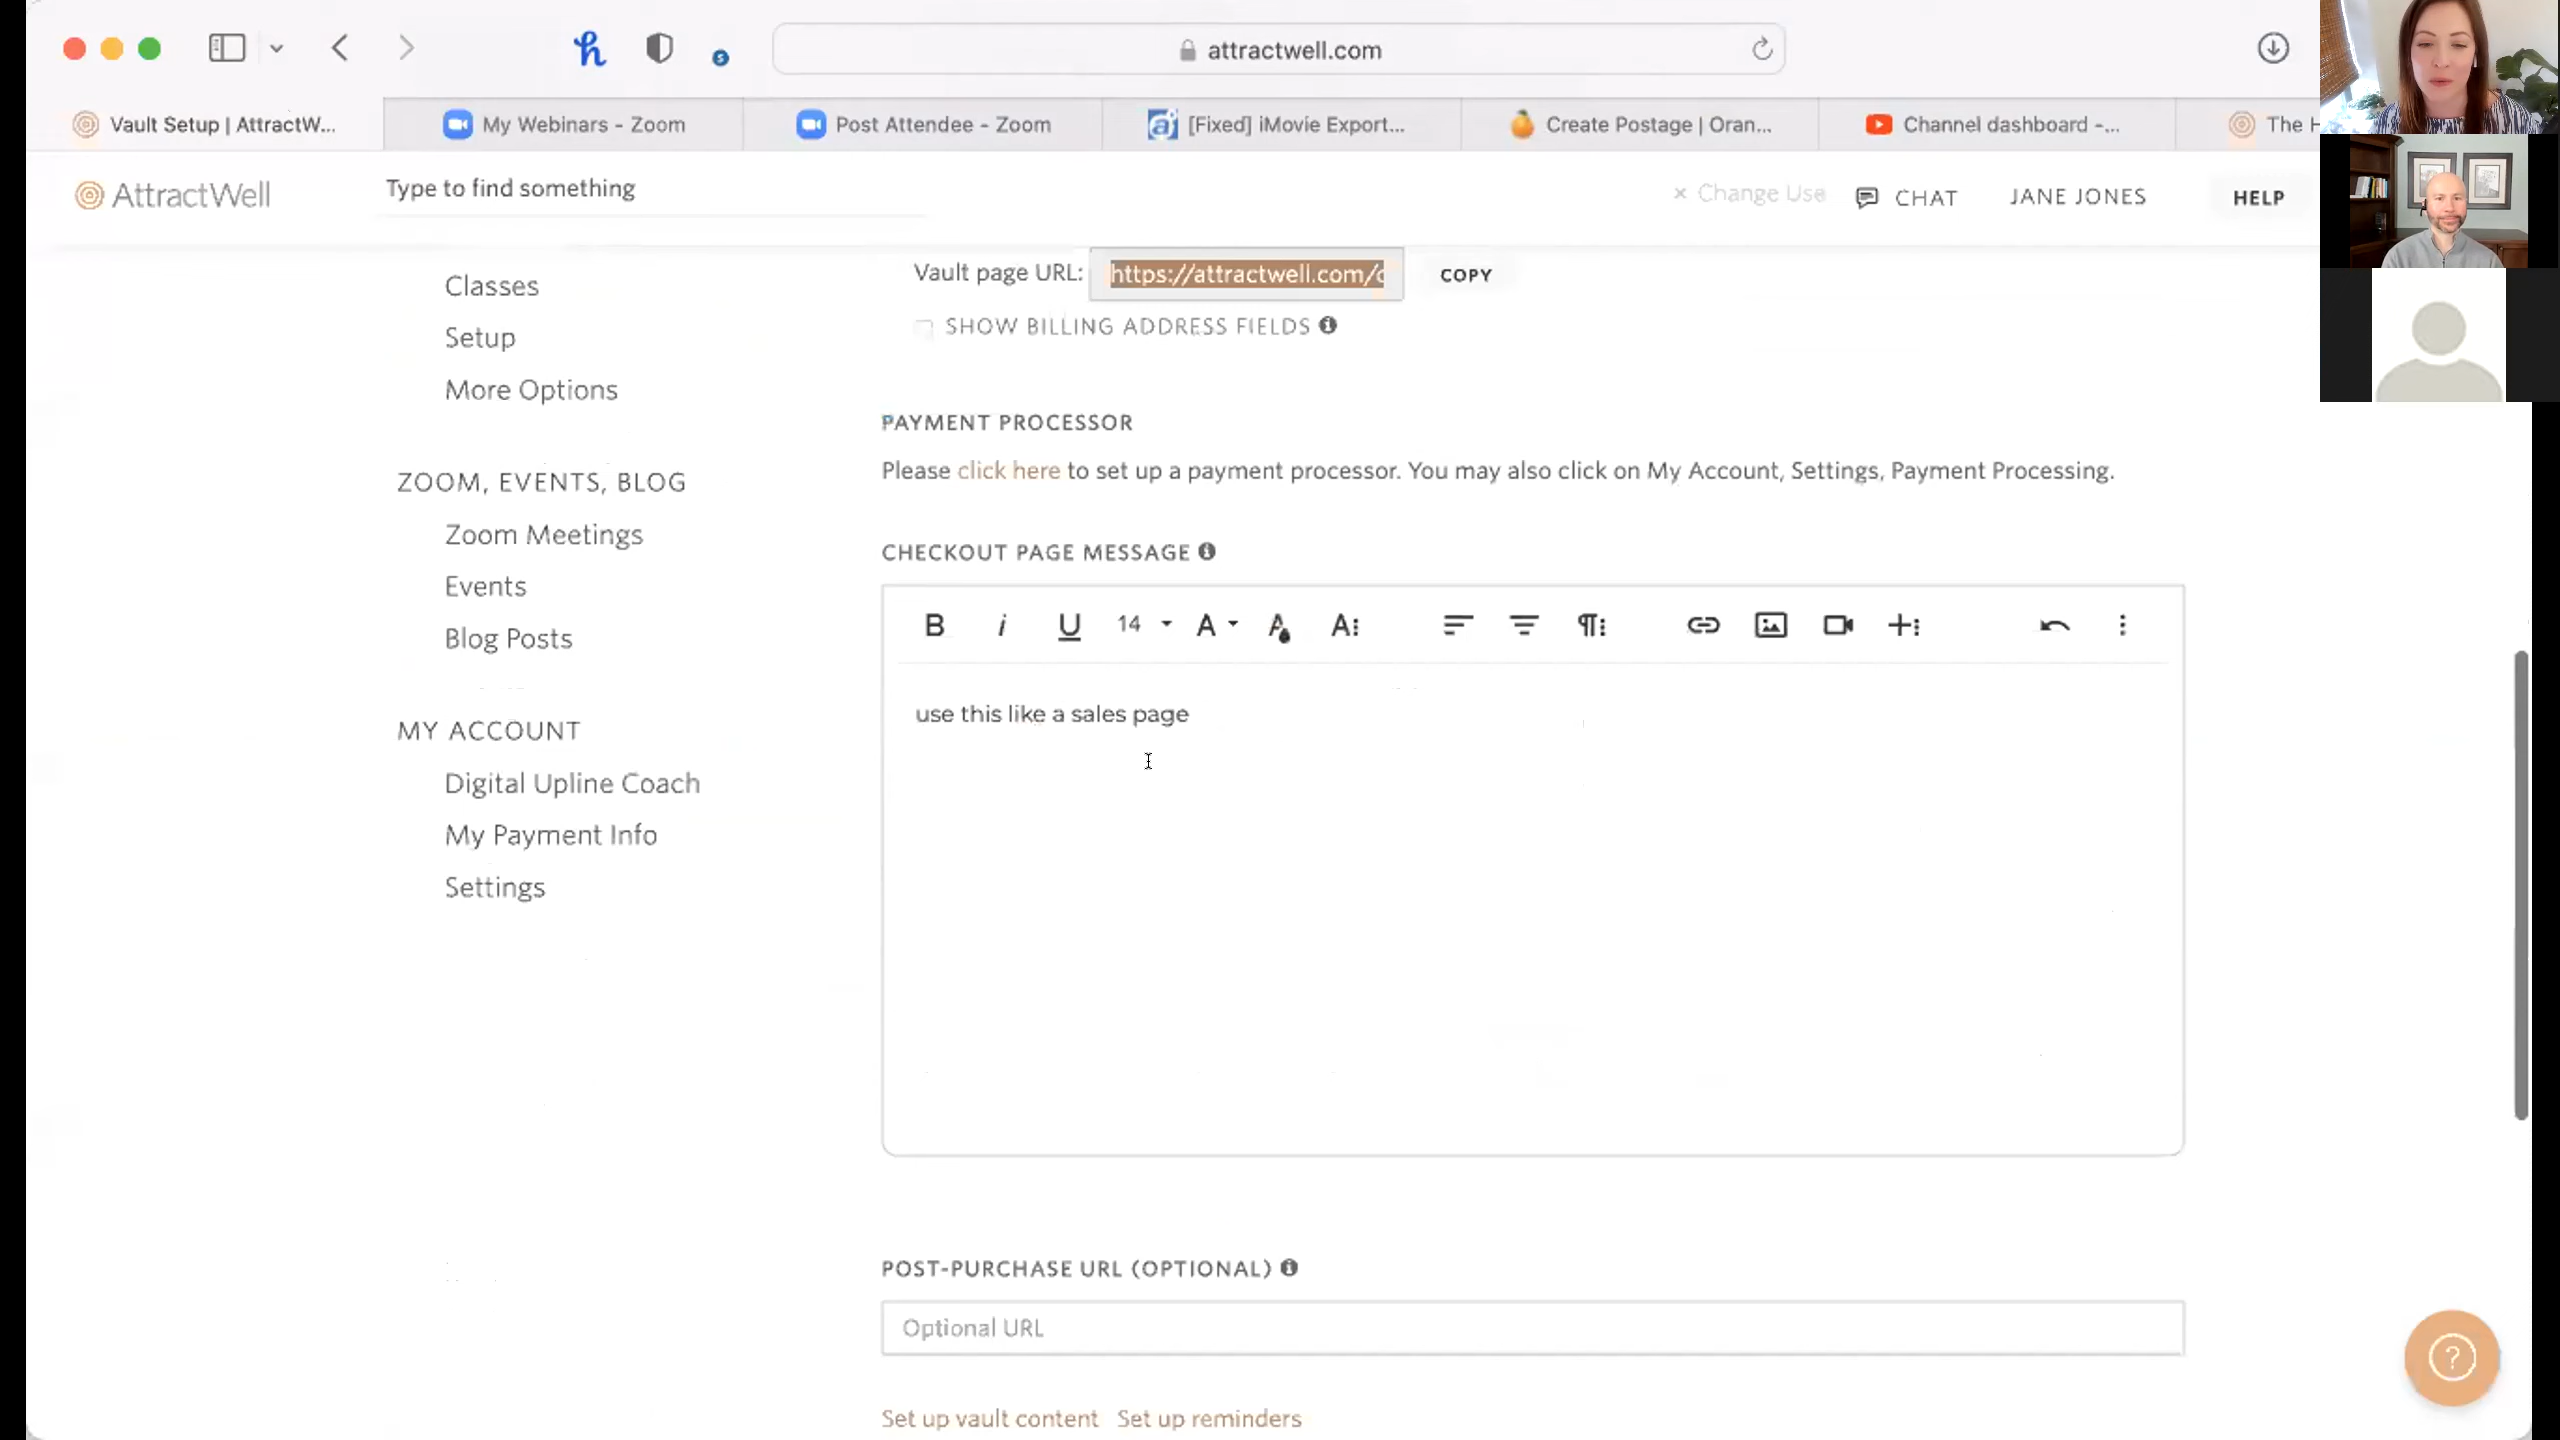 attractwell.com
Vault Setup | AttractW...
My Webinars - Zoom
Post Attendee - Zoom
[Fixed] iMovie Export...
Create Postage | Oran...
Channel dashboard -...
The H
AttractWell
Type to find something
× Change Use
CHAT
JANE JONES
HELP
Classes
Setup
More Options
ZOOM, EVENTS, BLOG
Zoom Meetings
Events
Blog Posts
MY ACCOUNT
Digital Upline Coach
My Payment Info
Settings
Vault page URL: https://attractwell.com/c COPY
SHOW BILLING ADDRESS FIELDS
PAYMENT PROCESSOR
Please click here to set up a payment processor. You may also click on My Account, Settings, Payment Processing.
CHECKOUT PAGE MESSAGE
B i U 14 A A A
use this like a sales page
POST-PURCHASE URL (OPTIONAL)
Optional URL
Set up vault content Set up reminders